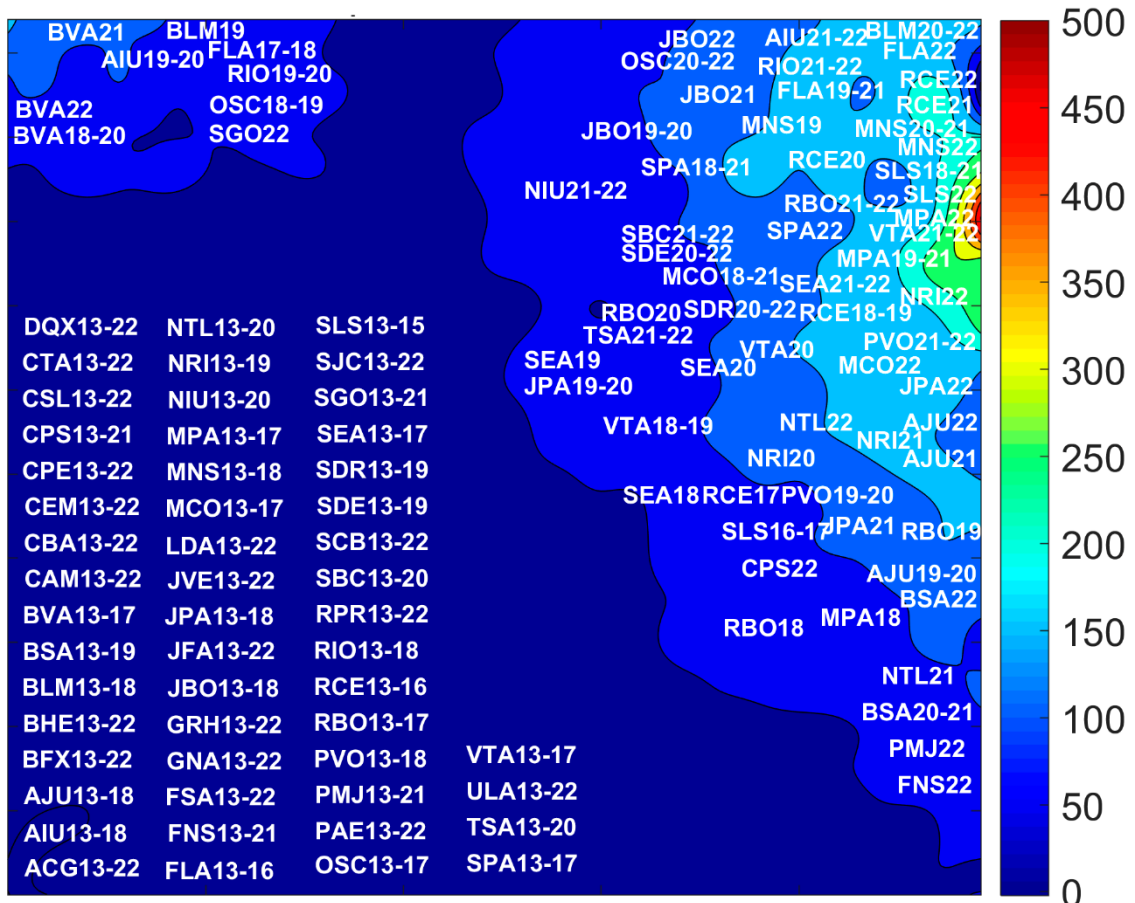 BVA21 BLM19
AIU19-20 FLA17-18
RIO19-20
BVA22 OSC18-19
BVA18-20 SGO22
JBO22 AIU21-22 BLM20-22
OSC20-22 RIO21-22 FLA22
JBO21 FLA19-21 RCE22
RCE21
JBO19-20 MNS19 MNS20-21
MNS22
SPA18-21 RCE20 SLS18-21
NIU21-22 RBO21-22 SLS22
MPA22
SBC21-22 SPA22 VTA21-22
SDE20-22 MPA19-21
MCO18-21 SEA21-22 NRI22
RBO20 SDR20-22 RCE18-19
TSA21-22 VTA20 PVO21-22
SEA19 SEA20 MCO22
JPA19-20 JPA22
VTA18-19 NTL22 AJU22
NRI21
NRI20 AJU21
SEA18 RCE17 PVO19-20
SLS16-17 JPA21 RBO19
CPS22 AJU19-20
BSA22
RBO18 MPA18
NTL21
BSA20-21
PMJ22
FNS22
DQX13-22 NTL13-20 SLS13-15
CTA13-22 NRI13-19 SJC13-22
CSL13-22 NIU13-20 SGO13-21
CPS13-21 MPA13-17 SEA13-17
CPE13-22 MNS13-18 SDR13-19
CEM13-22 MCO13-17 SDE13-19
CBA13-22 LDA13-22 SCB13-22
CAM13-22 JVE13-22 SBC13-20
BVA13-17 JPA13-18 RPR13-22
BSA13-19 JFA13-22 RIO13-18
BLM13-18 JBO13-18 RCE13-16
BHE13-22 GRH13-22 RBO13-17
BFX13-22 GNA13-22 PVO13-18 VTA13-17
AJU13-18 FSA13-22 PMJ13-21 ULA13-22
AIU13-18 FNS13-21 PAE13-22 TSA13-20
ACG13-22 FLA13-16 OSC13-17 SPA13-17
500
450
400
350
300
250
200
150
100
50
0